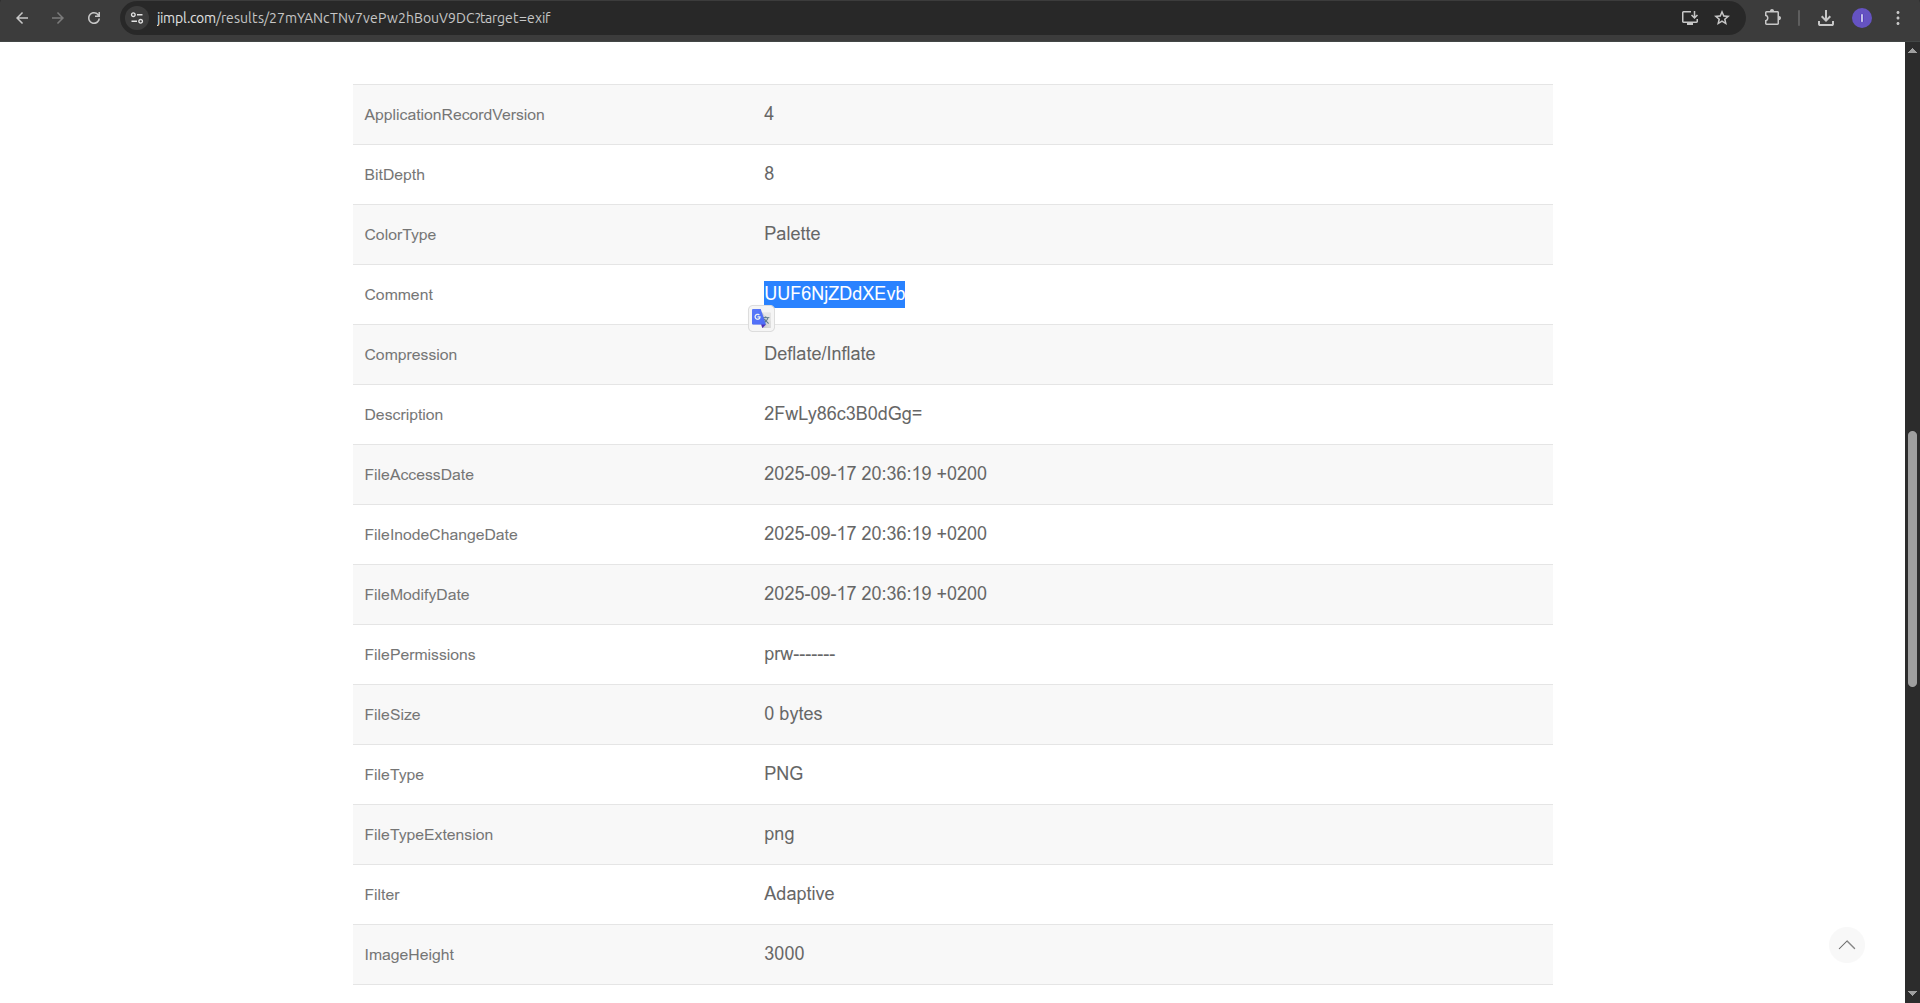 jimpl.com/results/27mYANcTNv7vePw2hBouV9DC?target=exif
I
ApplicationRecordVersion 4
BitDepth 8
ColorType Palette
Comment UUF6NjZDdXEvb
G
Compression Deflate/Inflate
Description 2FwLy86c3B0dGg=
FileAccessDate 2025-09-17 20:36:19 +0200
FileInodeChangeDate 2025-09-17 20:36:19 +0200
FileModifyDate 2025-09-17 20:36:19 +0200
FilePermissions prw-------
FileSize 0 bytes
FileType PNG
FileTypeExtension png
Filter Adaptive
ImageHeight 3000